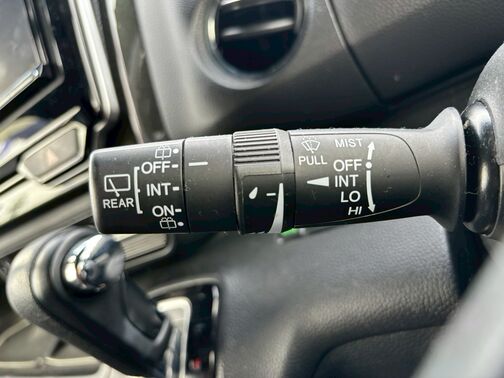 REAR
OFF
INT
ON
PULL
MIST
OFF
INT
LO
HI